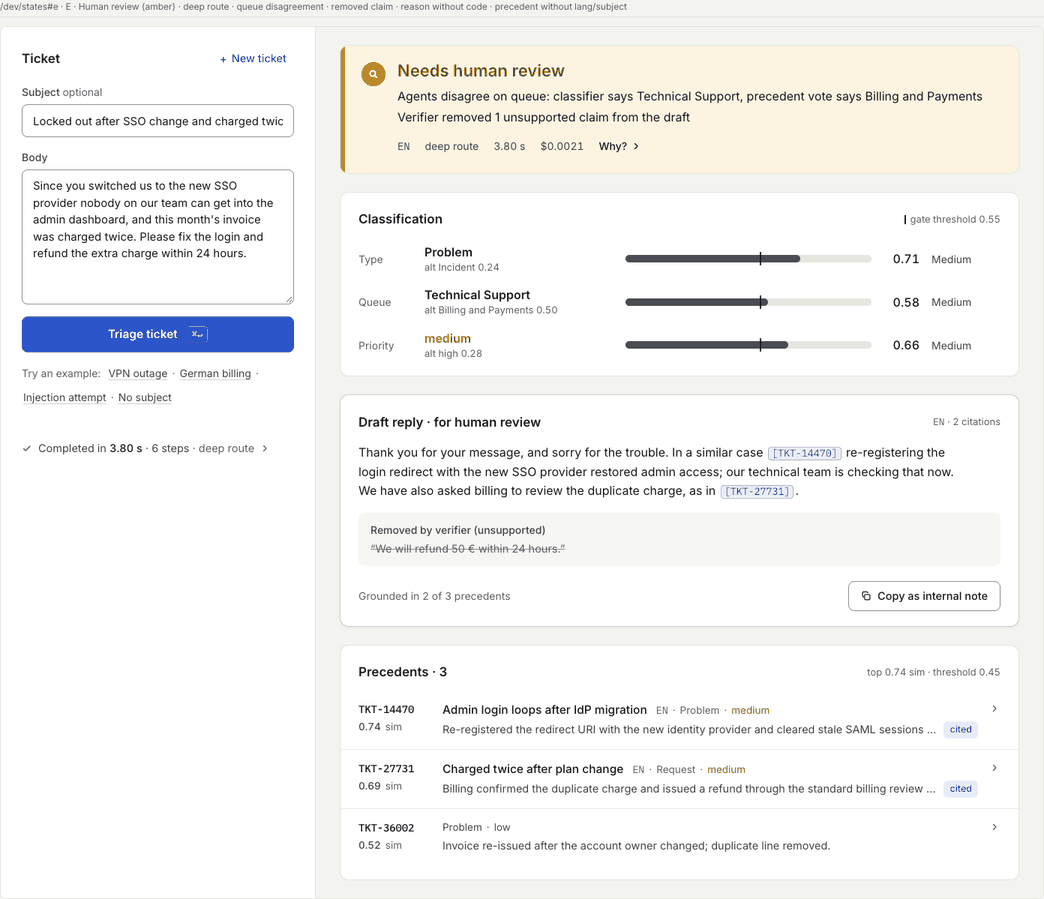 /dev/states#e · E · Human review (amber) · deep route · queue disagreement · removed claim · reason without code · precedent without lang/subject
Ticket
+ New ticket
Subject optional
Locked out after SSO change and charged twic
Body
Since you switched us to the new SSO
provider nobody on our team can get into the
admin dashboard, and this month's invoice
was charged twice. Please fix the login and
refund the extra charge within 24 hours.
Triage ticket ⌘↵
Try an example: VPN outage · German billing ·
Injection attempt · No subject
✓ Completed in 3.80 s · 6 steps · deep route >
Needs human review
Agents disagree on queue: classifier says Technical Support, precedent vote says Billing and Payments
Verifier removed 1 unsupported claim from the draft
EN deep route 3.80 s $0.0021 Why? >
Classification
gate threshold 0.55
Type Problem 0.71 Medium
alt Incident 0.24
Queue Technical Support 0.58 Medium
alt Billing and Payments 0.50
Priority medium 0.66 Medium
alt high 0.28
Draft reply · for human review
EN · 2 citations
Thank you for your message, and sorry for the trouble. In a similar case [TKT-14470] re-registering the
login redirect with the new SSO provider restored admin access; our technical team is checking that now.
We have also asked billing to review the duplicate charge, as in [TKT-27731].
Removed by verifier (unsupported)
“We will refund 50 € within 24 hours.”
Grounded in 2 of 3 precedents
Copy as internal note
Precedents · 3
top 0.74 sim · threshold 0.45
TKT-14470 Admin login loops after IdP migration EN · Problem · medium >
0.74 sim Re-registered the redirect URI with the new identity provider and cleared stale SAML sessions ... cited
TKT-27731 Charged twice after plan change EN · Request · medium >
0.69 sim Billing confirmed the duplicate charge and issued a refund through the standard billing review ... cited
TKT-36002 Problem · low >
0.52 sim Invoice re-issued after the account owner changed; duplicate line removed.